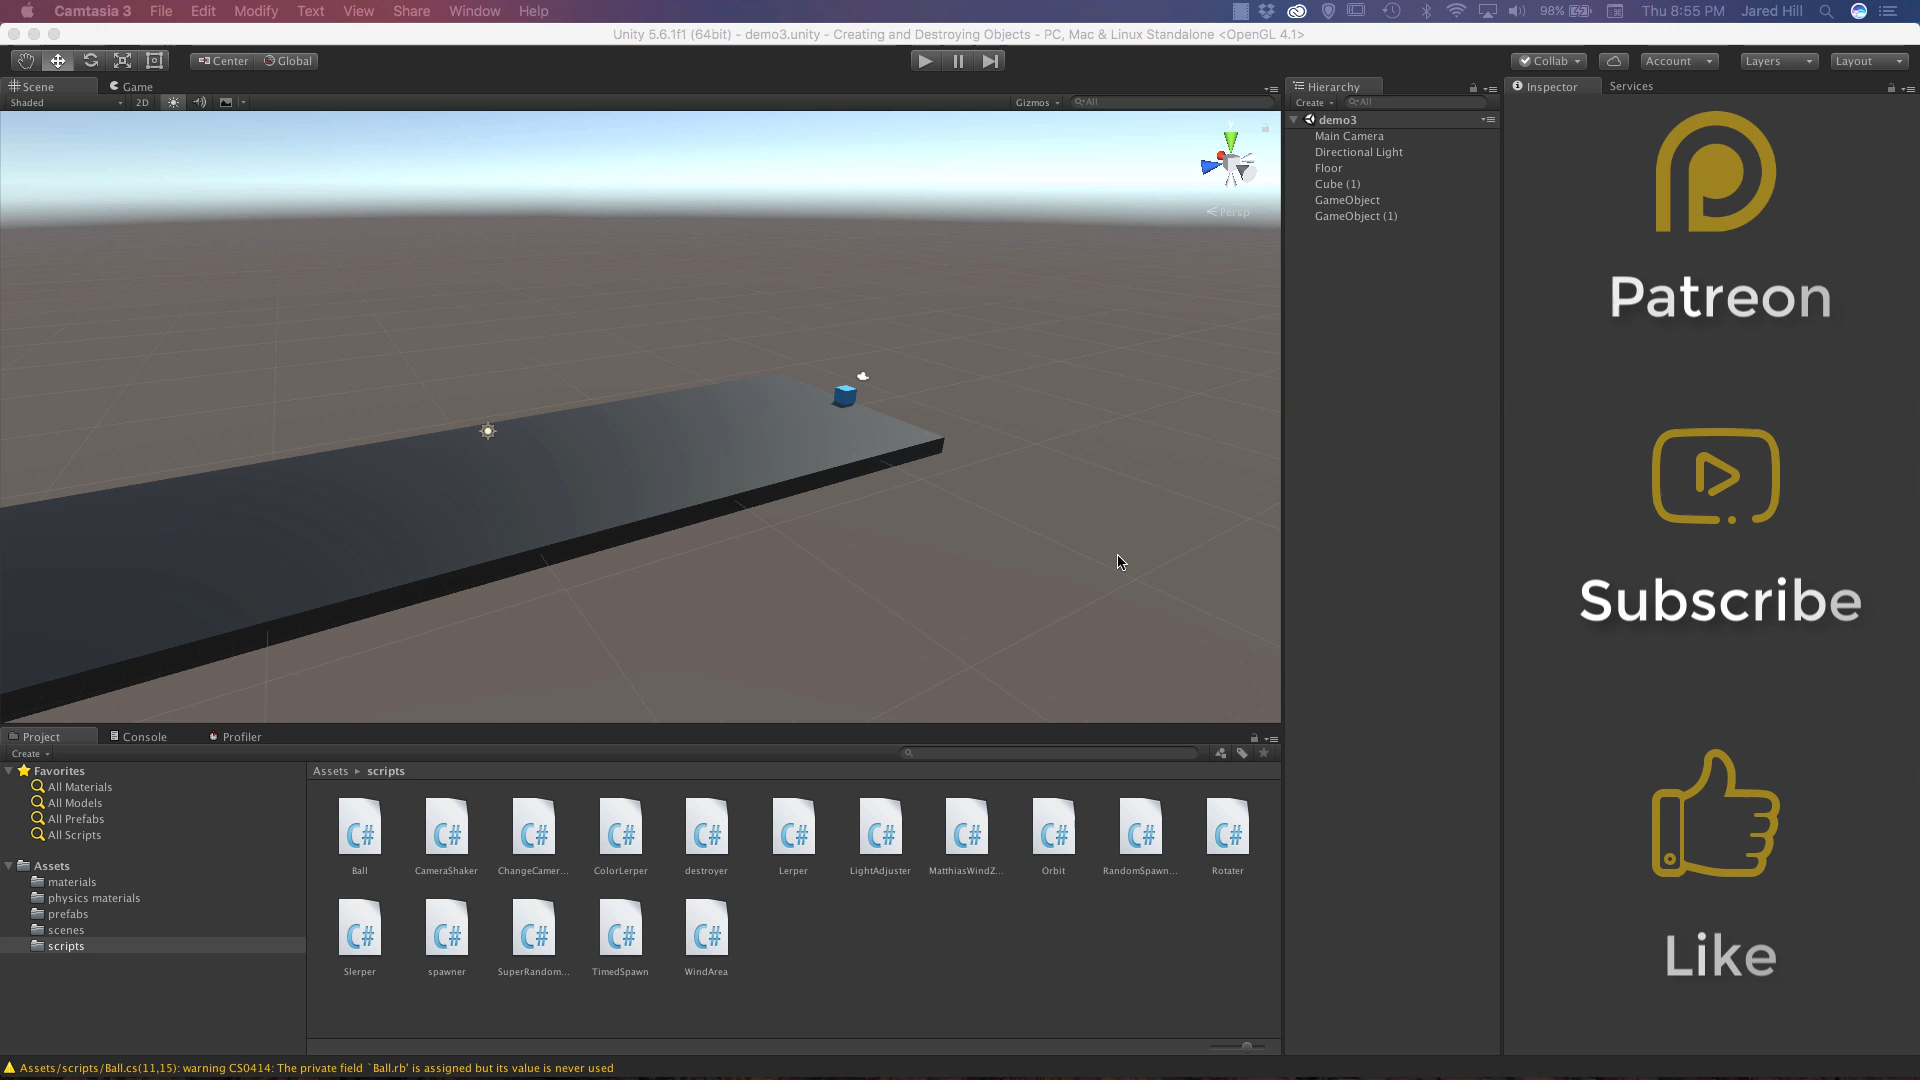 Camtasia 3 File Edit Modify Text View Share Window Help 98% Thu 8:55 PM Jared Hill
Unity 5.6.1f1 (64bit) - demo3.unity - Creating and Destroying Objects - PC, Mac & Linux Standalone <OpenGL 4.1>
Center Global Collab Account Layers Layout
Scene Game
Shaded 2D Gizmos All
Persp
Hierarchy
Create All
demo3
Main Camera
Directional Light
Floor
Cube (1)
GameObject
GameObject (1)
Inspector Services
Patreon
Subscribe
Like
Project Console Profiler
Create
Favorites
All Materials
All Models
All Prefabs
All Scripts
Assets
materials
physics materials
prefabs
scenes
scripts
Assets scripts
C# C# C# C# C# C# C# C# C# C# C#
Ball CameraShaker ChangeCamer... ColorLerper destroyer Lerper LightAdjuster MatthiasWindZ... Orbit RandomSpawn... Rotater
C# C# C# C# C#
Slerper spawner SuperRandom... TimedSpawn WindArea
Assets/scripts/Ball.cs(11,15): warning CS0414: The private field `Ball.rb' is assigned but its value is never used